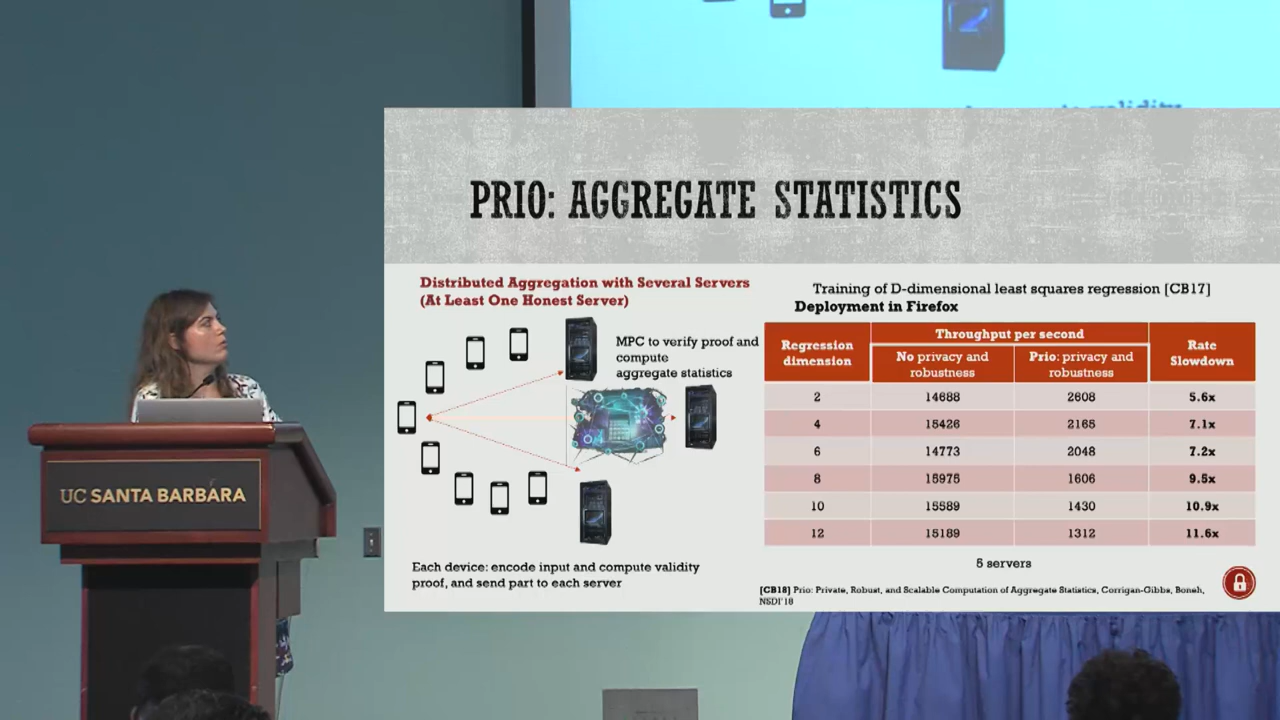 validity
PRIO: AGGREGATE STATISTICS
Distributed Aggregation with Several Servers
(At Least One Honest Server)
MPC to verify proof and
compute
aggregate statistics
Each device: encode input and compute validity
proof, and send part to each server
Training of D-dimensional least squares regression [CB17]
Deployment in Firefox
Regression dimension Throughput per second Rate Slowdown
No privacy and robustness Prio: privacy and robustness
2 14688 2608 5.6x
4 15426 2165 7.1x
6 14773 2048 7.2x
8 15975 1606 9.5x
10 15589 1430 10.9x
12 15189 1312 11.6x
5 servers
[CB18] Prio: Private, Robust, and Scalable Computation of Aggregate Statistics, Corrigan-Gibbs, Boneh,
NSDI'18
UC SANTA BARBARA